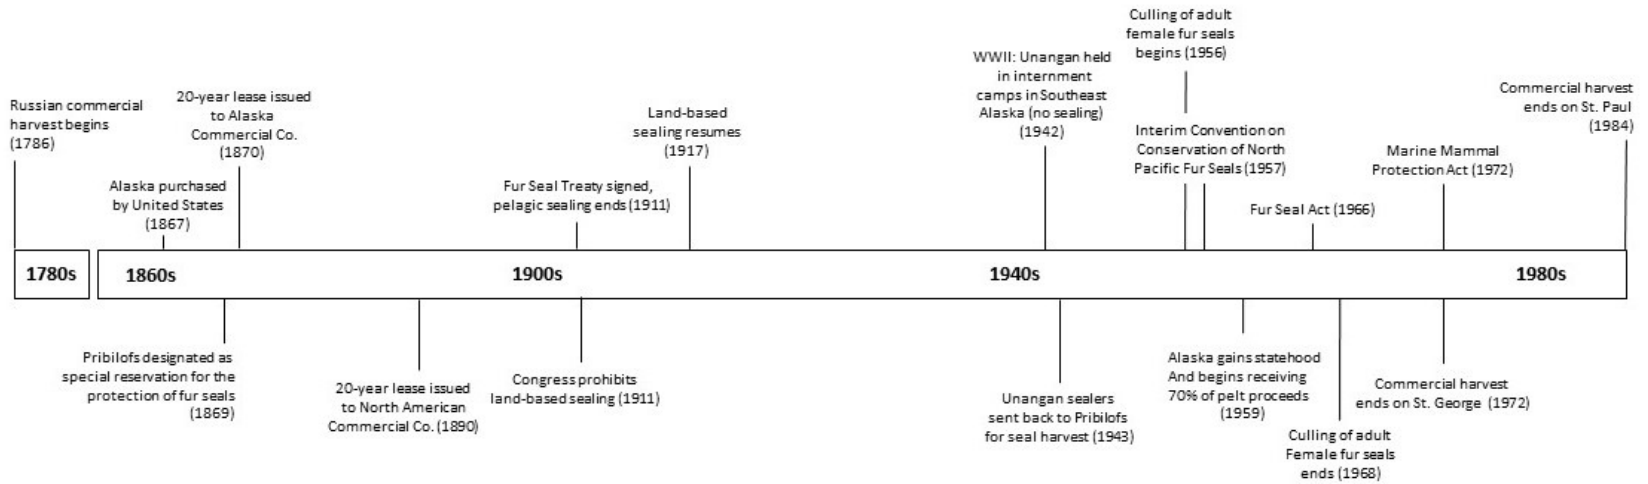 Russian commercial
harvest begins
(1786)
Alaska purchased
by United States
(1867)
20-year lease issued
to Alaska
Commercial Co.
(1870)
Fur Seal Treaty signed,
pelagic sealing ends (1911)
Land-based
sealing resumes
(1917)
WWII: Unangan held
in internment
camps in Southeast
Alaska (no sealing)
(1942)
Culling of adult
female fur seals
begins (1956)
Interim Convention on
Conservation of North
Pacific Fur Seals (1957)
Fur Seal Act (1966)
Marine Mammal
Protection Act (1972)
Commercial harvest
ends on St. Paul
(1984)
1780s 1860s 1900s 1940s 1980s
Pribilofs designated as
special reservation for the
protection of fur seals
(1869)
20-year lease issued
to North American
Commercial Co. (1890)
Congress prohibits
land-based sealing (1911)
Unangan sealers
sent back to Pribilofs
for seal harvest (1943)
Alaska gains statehood
And begins receiving
70% of pelt proceeds
(1959)
Culling of adult
Female fur seals
ends (1968)
Commercial harvest
ends on St. George (1972)